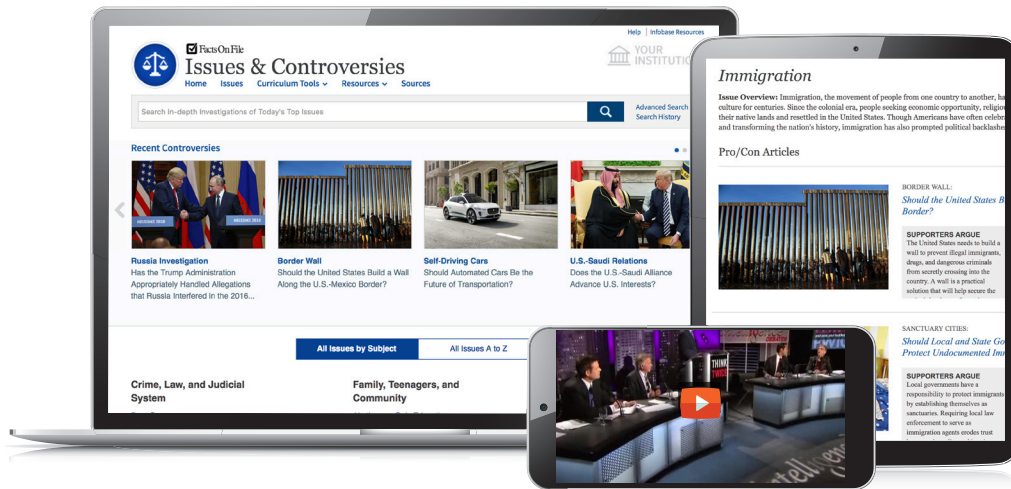 Help | Infobase Resources
FactsOnFile
Issues & Controversies
YOUR
Home Issues Curriculum Tools Resources Sources
Search In-depth Investigations of Today's Top Issues
Advanced Search
Search History
Recent Controversies
HELSINKI 2018
HELSINKI 2018
Russia Investigation
Has the Trump Administration
Appropriately Handled Allegations
that Russia Interfered in the 2016...
Border Wall
Should the United States Build a Wall
Along the U.S.-Mexico Border?
Self-Driving Cars
Should Automated Cars Be the
Future of Transportation?
U.S.-Saudi Relations
Does the U.S.-Saudi Alliance
Advance U.S. Interests?
All Issues by Subject
All Issues A to Z
Crime, Law, and Judicial
System
Family, Teenagers, and
Community
Immigration
Issue Overview: Immigration, the movement of people from one country to another,
culture for centuries. Since the colonial era, people seeking economic opportunity,
their native lands and resettled in the United States. Though Americans have often
and transforming the nation's history, immigration has also prompted political
Pro/Con Articles
BORDER WALL:
Should the United States
Border?
SUPPORTERS ARGUE
The United States needs to build a
wall to prevent illegal immigrants,
drugs, and dangerous criminals
from secretly crossing into the
country. A wall is a practical
solution that will help secure the
SANCTUARY CITIES:
Should Local and State
Protect Undocumented
SUPPORTERS ARGUE
Local governments have a
responsibility to protect immigrants
by establishing themselves as
sanctuaries. Requiring local law
enforcement to serve as
immigration agents erodes trust
THINK
TWICE